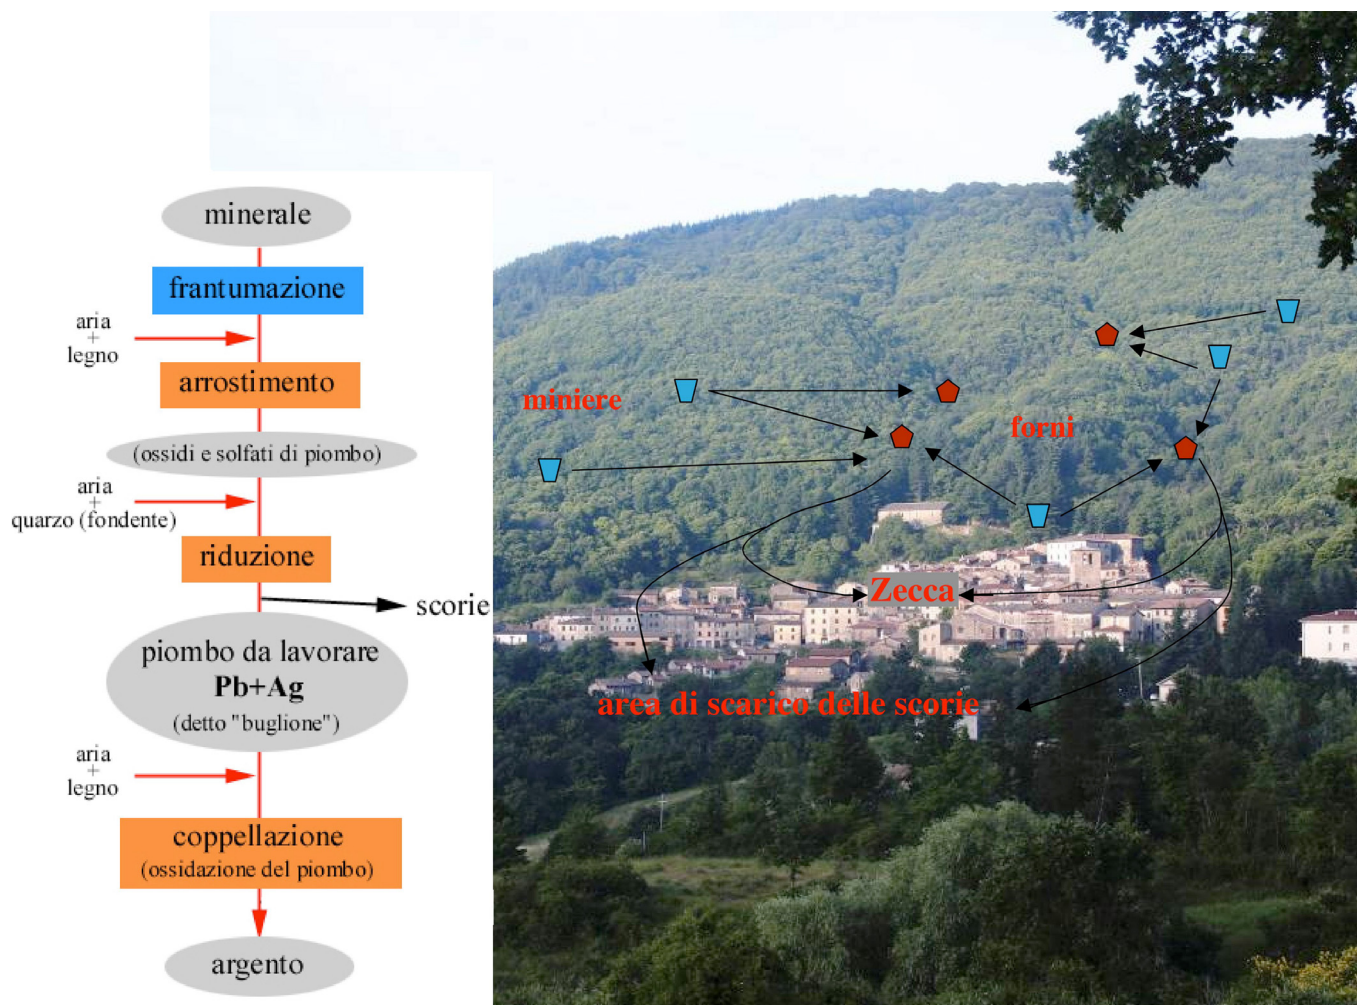 minerale
frantumazione
aria
+
legno
arrostimento
(ossidi e solfati di piombo)
aria
+
quarzo (fondente)
riduzione
scorie
piombo da lavorare
Pb+Ag
(detto "buglione")
aria
+
legno
coppellazione
(ossidazione del piombo)
argento
miniere
forni
Zecca
area di scarico delle scorie